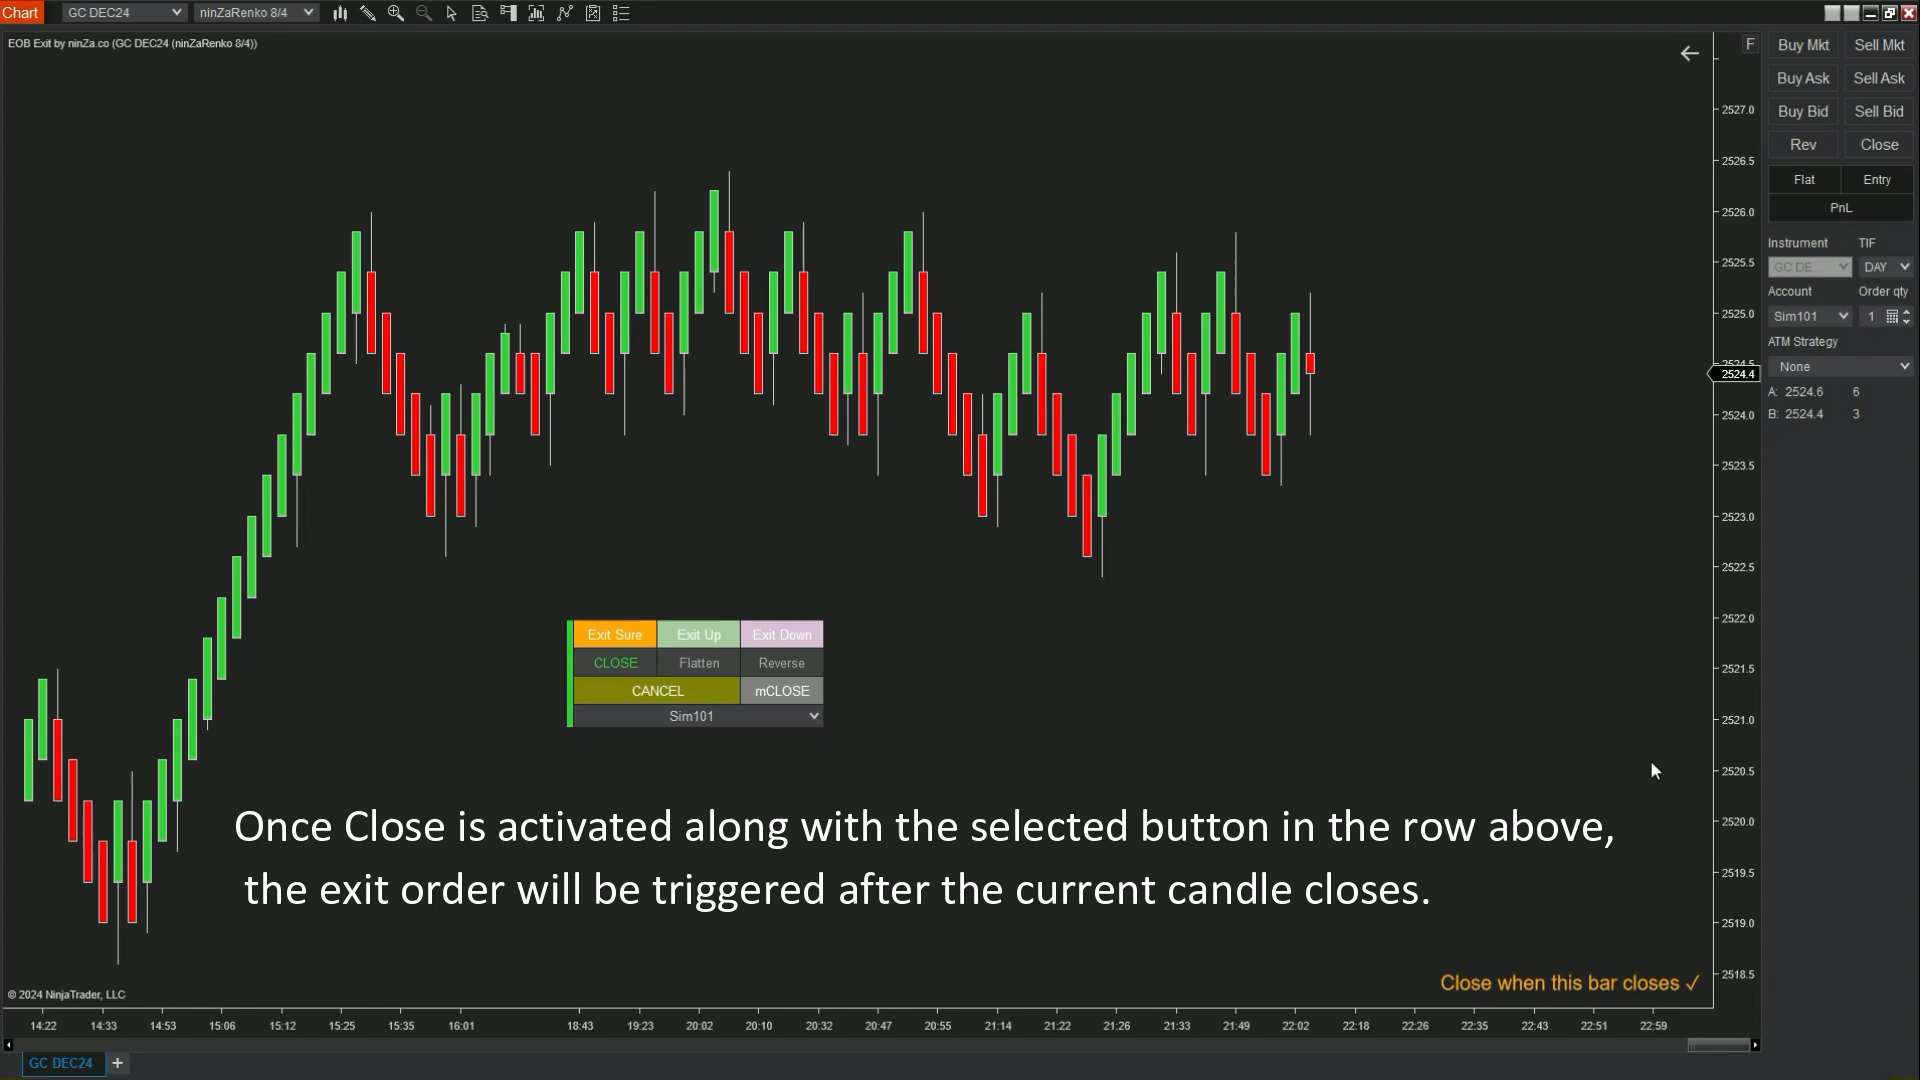 Chart GC DEC24 ninZaRenko 8/4
EOB Exit by ninZa.co (GC DEC24 (ninZaRenko 8/4))
F
Buy Mkt Sell Mkt
Buy Ask Sell Ask
Buy Bid Sell Bid
Rev Close
Flat Entry
PnL
Instrument TIF
GC DE... DAY
Account Order qty
Sim101 1
ATM Strategy
None
A: 2524.6 6
B: 2524.4 3
2527.0
2526.5
2526.0
2525.5
2525.0
2524.5
2524.4
2524.0
2523.5
2523.0
2522.5
2522.0
2521.5
2521.0
2520.5
2520.0
2519.5
2519.0
2518.5
Exit Sure Exit Up Exit Down
CLOSE Flatten Reverse
CANCEL mCLOSE
Sim101
Once Close is activated along with the selected button in the row above,
the exit order will be triggered after the current candle closes.
Close when this bar closes ✓
© 2024 NinjaTrader, LLC
14:22 14:33 14:53 15:06 15:12 15:25 15:35 16:01 18:43 19:23 20:02 20:10 20:32 20:47 20:55 21:14 21:22 21:26 21:33 21:49 22:02 22:18 22:26 22:35 22:43 22:51 22:59
GC DEC24 +